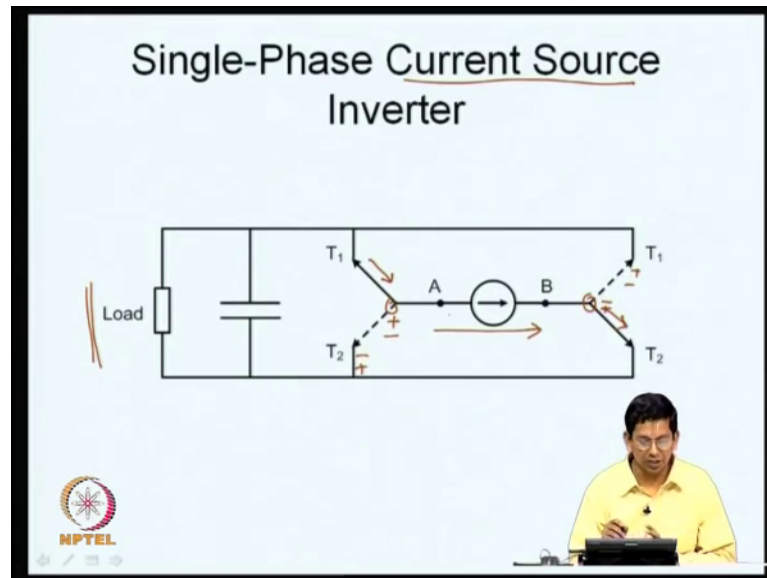 Single-Phase Current Source
Inverter
T₁
T₁
A
B
Load
T₂
T₂
NPTEL